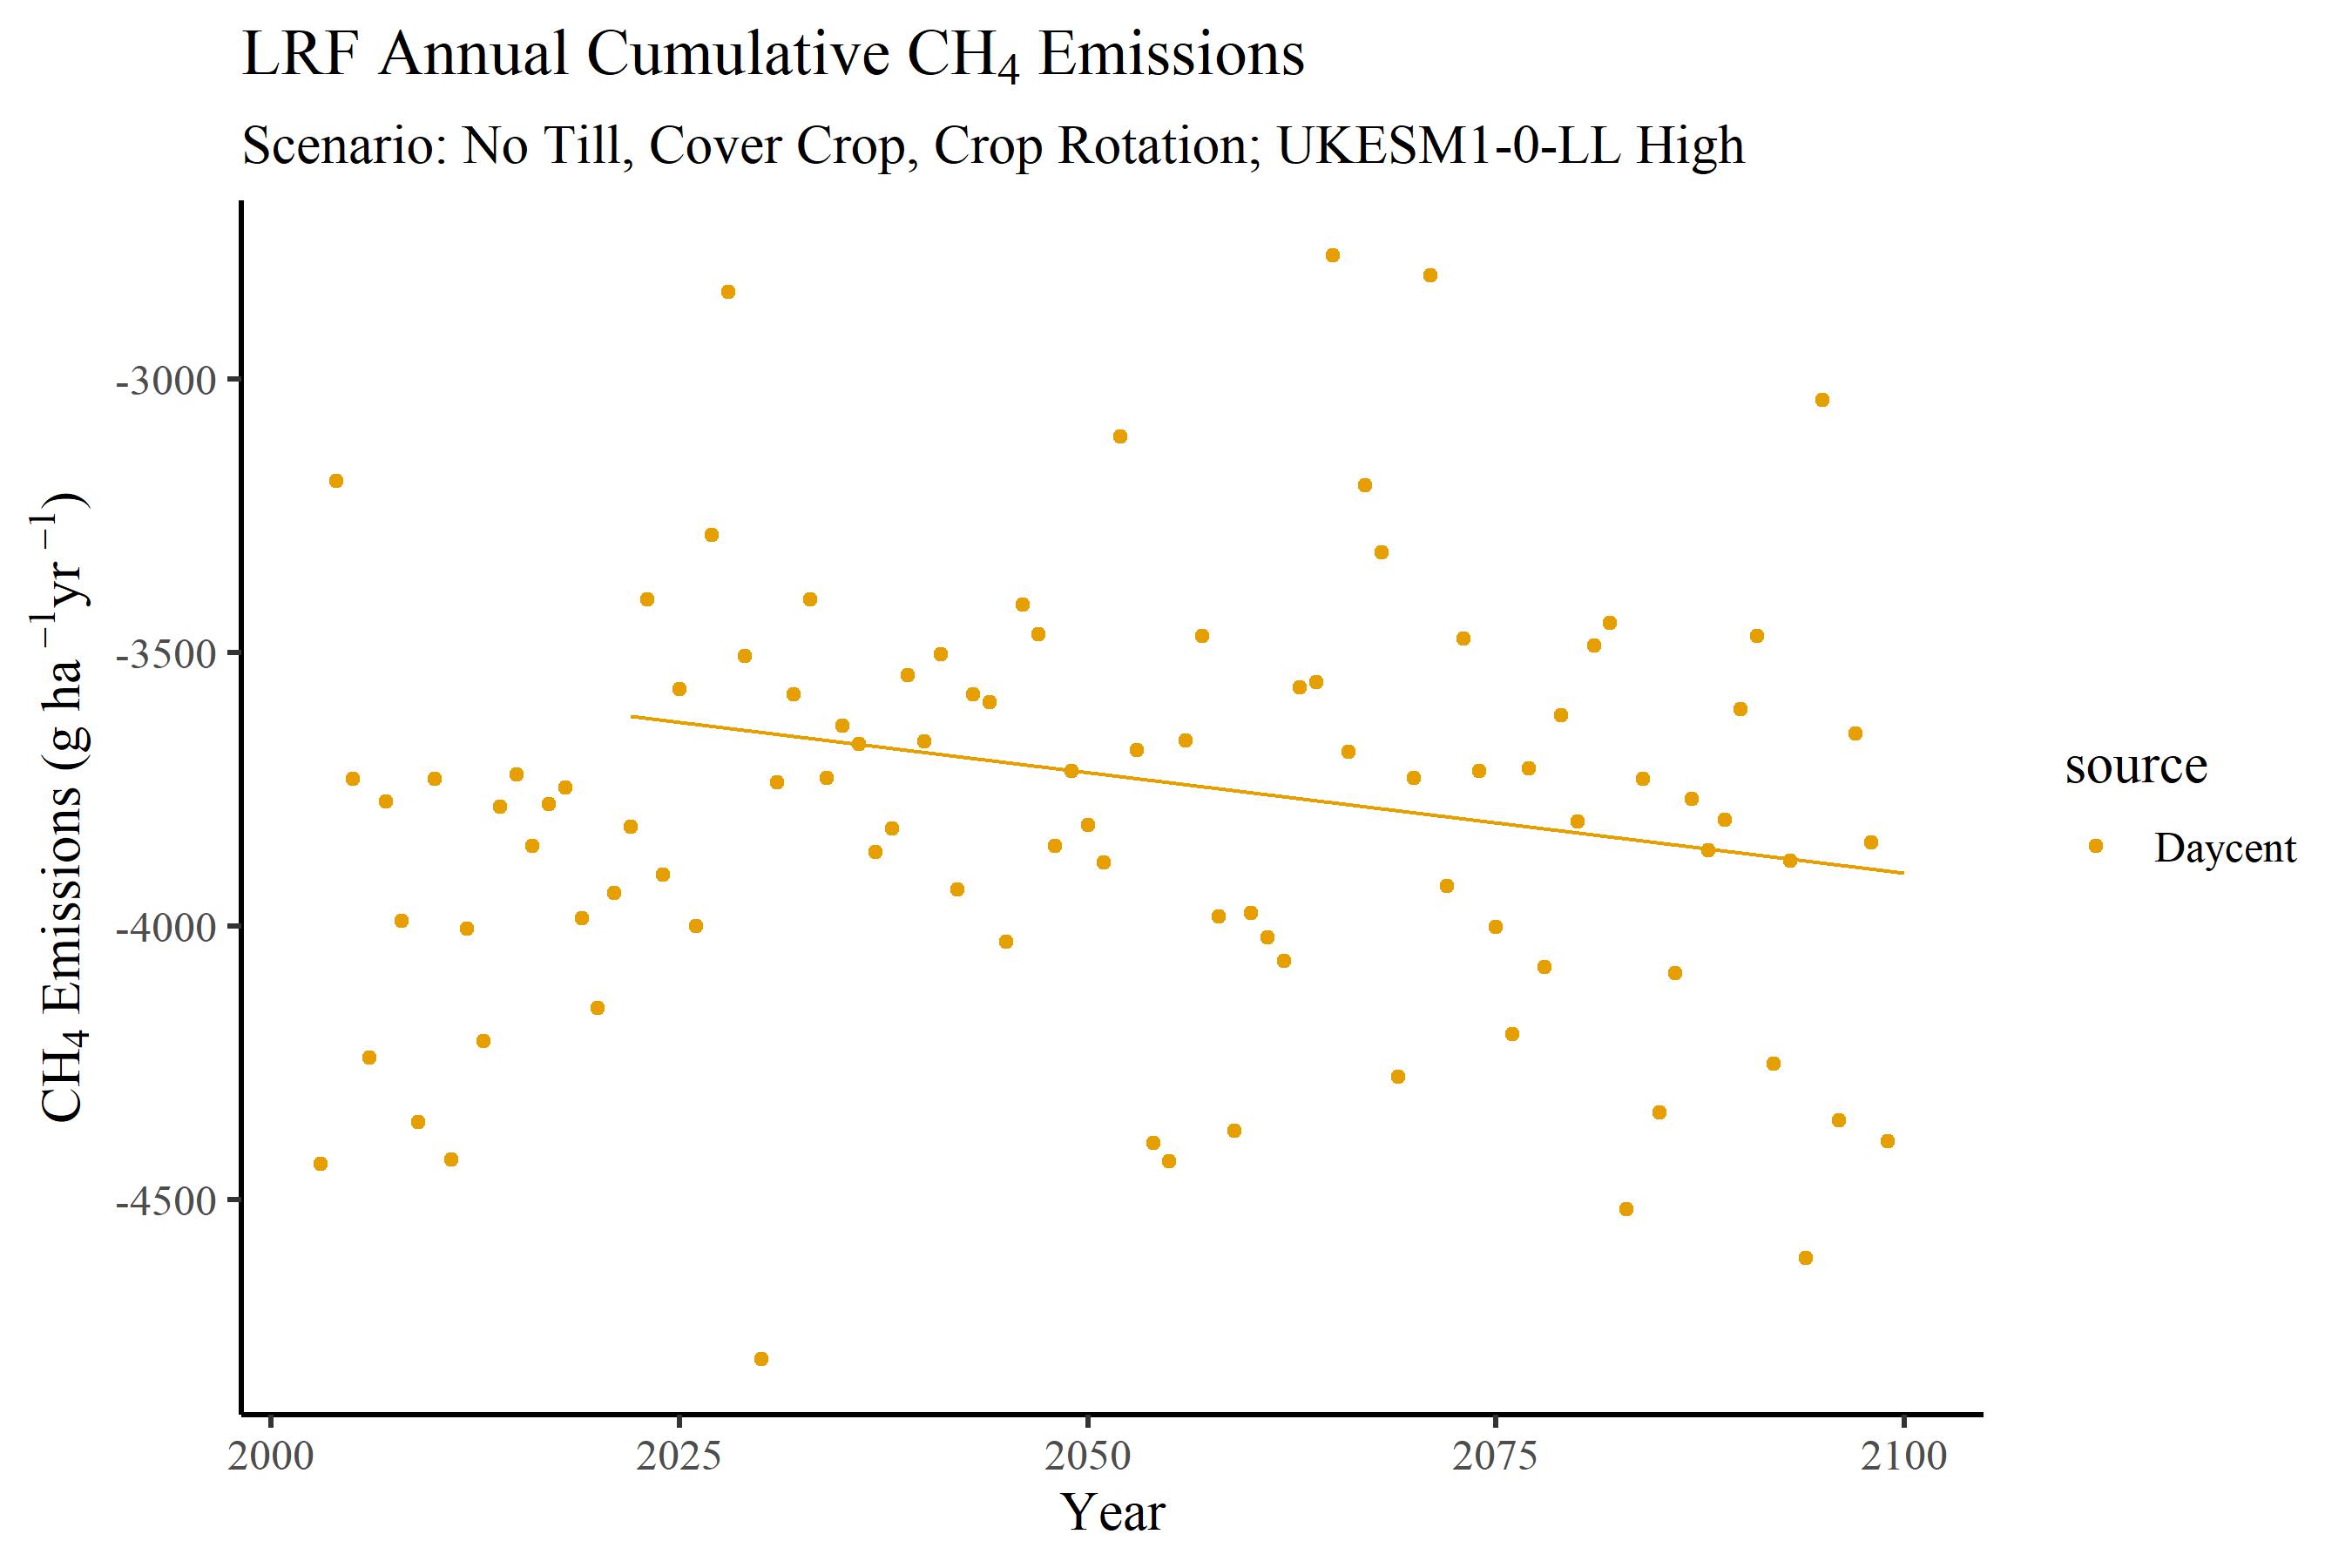 LRF Annual Cumulative CH₄ Emissions
Scenario: No Till, Cover Crop, Crop Rotation; UKESM1-0-LL High
CH₄ Emissions (g ha ⁻¹yr ⁻¹)
-3000
-3500
-4000
-4500
2000 2025 2050 2075 2100
Year
source
Daycent